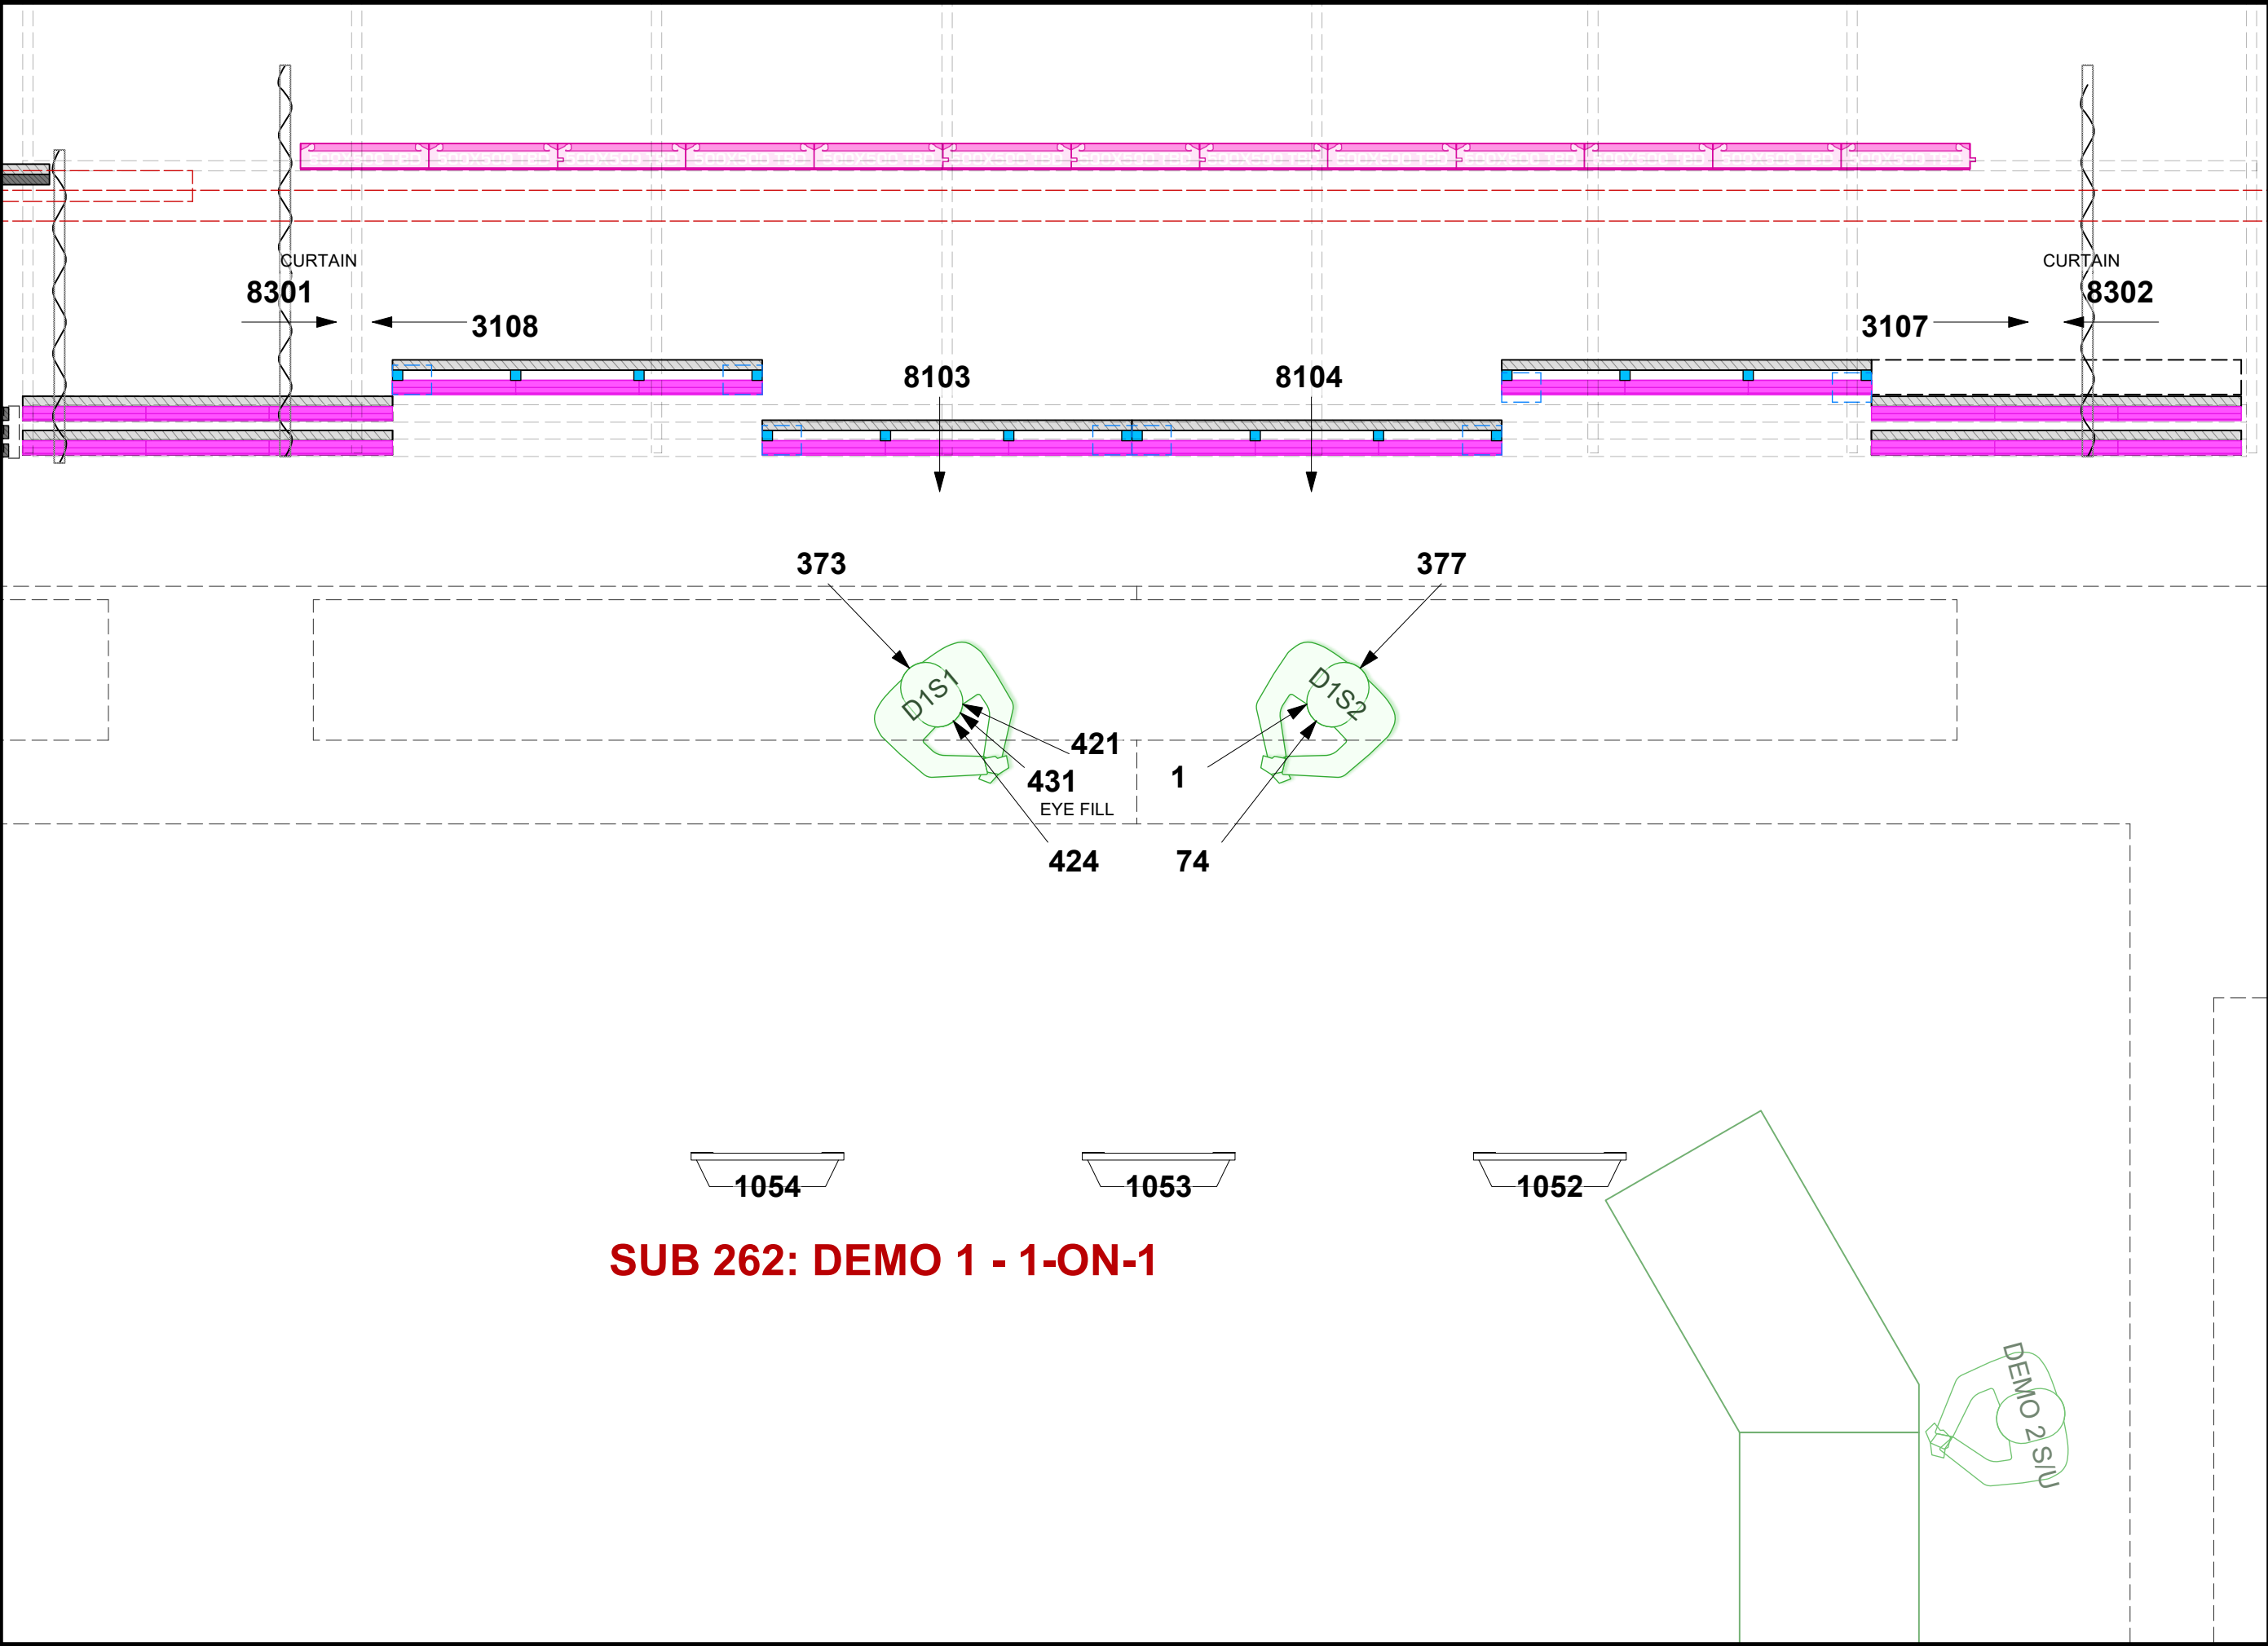 CURTAIN
8301
3108
CURTAIN
8302
3107
8103
8104
373
377
D1S1
D1S2
421
431
EYE FILL
424
1
74
1054
1053
1052
SUB 262: DEMO 1 - 1-ON-1
DEMO 2 S/U